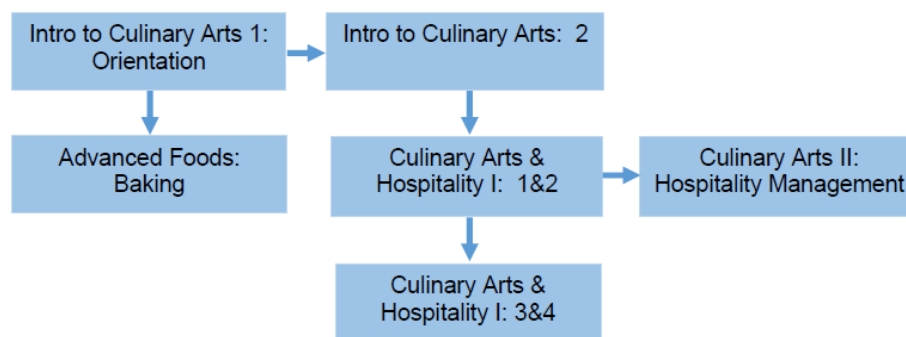 Intro to Culinary Arts 1:
Orientation
Intro to Culinary Arts:  2
Advanced Foods:
Baking
Culinary Arts &
Hospitality I:  1&2
Culinary Arts II:
Hospitality Management
Culinary Arts &
Hospitality I: 3&4